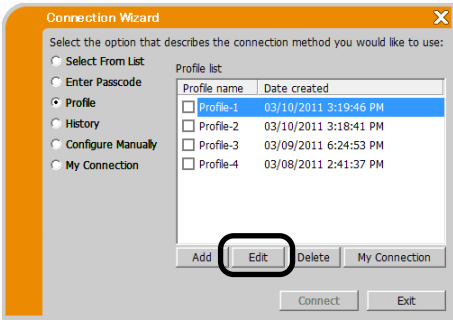 Connection Wizard
X
Select the option that describes the connection method you would like to use:
Select From List
Enter Passcode
Profile
History
Configure Manually
My Connection
Profile list
Profile name Date created
Profile-1 03/10/2011 3:19:46 PM
Profile-2 03/10/2011 3:18:41 PM
Profile-3 03/09/2011 6:24:53 PM
Profile-4 03/08/2011 2:41:37 PM
Add Edit Delete My Connection
Connect Exit